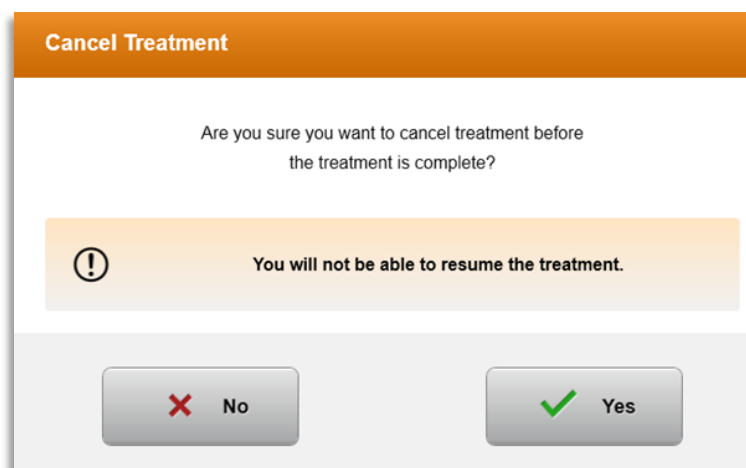 Cancel Treatment
Are you sure you want to cancel treatment before
the treatment is complete?
You will not be able to resume the treatment.
No
Yes